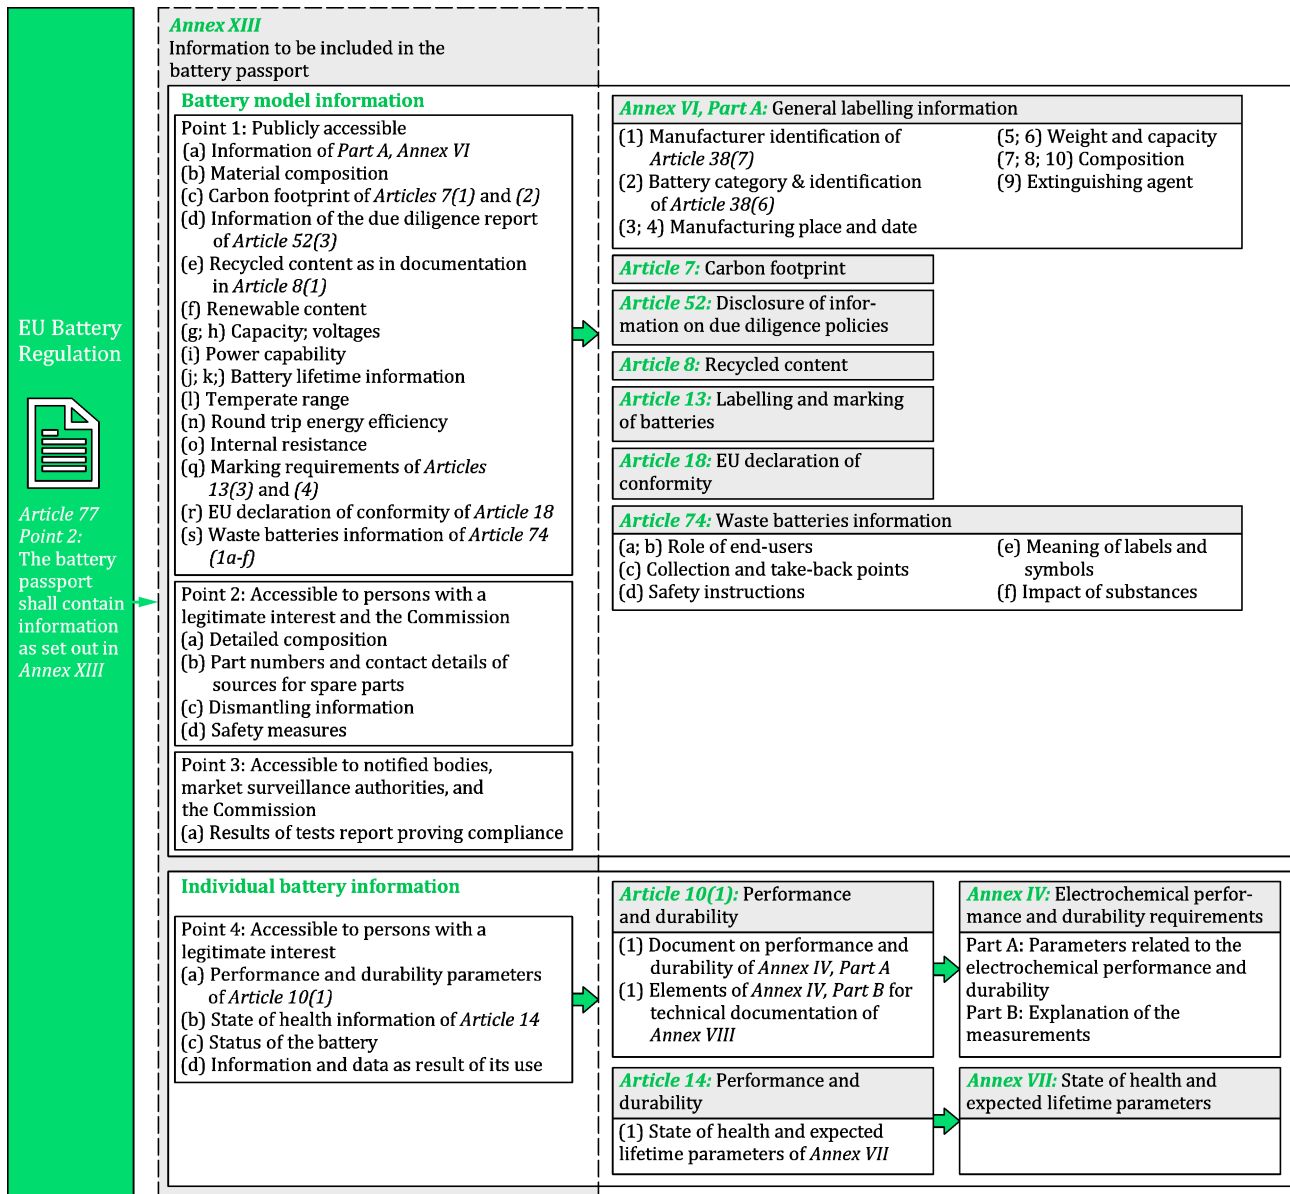 EU Battery
Regulation
Article 77
Point 2:
The battery
passport
shall contain
information
as set out in
Annex XIII
Annex XIII
Information to be included in the
battery passport
Battery model information
Point 1: Publicly accessible
(a) Information of Part A, Annex VI
(b) Material composition
(c) Carbon footprint of Articles 7(1) and (2)
(d) Information of the due diligence report
of Article 52(3)
(e) Recycled content as in documentation
in Article 8(1)
(f) Renewable content
(g; h) Capacity; voltages
(i) Power capability
(j; k;) Battery lifetime information
(l) Temperate range
(n) Round trip energy efficiency
(o) Internal resistance
(q) Marking requirements of Articles
13(3) and (4)
(r) EU declaration of conformity of Article 18
(s) Waste batteries information of Article 74
(1a-f)
Point 2: Accessible to persons with a
legitimate interest and the Commission
(a) Detailed composition
(b) Part numbers and contact details of
sources for spare parts
(c) Dismantling information
(d) Safety measures
Point 3: Accessible to notified bodies,
market surveillance authorities, and
the Commission
(a) Results of tests report proving compliance
Annex VI, Part A: General labelling information
(1) Manufacturer identification of
Article 38(7)
(2) Battery category & identification
of Article 38(6)
(3; 4) Manufacturing place and date
(5; 6) Weight and capacity
(7; 8; 10) Composition
(9) Extinguishing agent
Article 7: Carbon footprint
Article 52: Disclosure of infor-
mation on due diligence policies
Article 8: Recycled content
Article 13: Labelling and marking
of batteries
Article 18: EU declaration of
conformity
Article 74: Waste batteries information
(a; b) Role of end-users
(c) Collection and take-back points
(d) Safety instructions
(e) Meaning of labels and
symbols
(f) Impact of substances
Individual battery information
Point 4: Accessible to persons with a
legitimate interest
(a) Performance and durability parameters
of Article 10(1)
(b) State of health information of Article 14
(c) Status of the battery
(d) Information and data as result of its use
Article 10(1): Performance
and durability
(1) Document on performance and
durability of Annex IV, Part A
(1) Elements of Annex IV, Part B for
technical documentation of
Annex VIII
Annex IV: Electrochemical perfor-
mance and durability requirements
Part A: Parameters related to the
electrochemical performance and
durability
Part B: Explanation of the
measurements
Article 14: Performance and
durability
(1) State of health and expected
lifetime parameters of Annex VII
Annex VII: State of health and
expected lifetime parameters